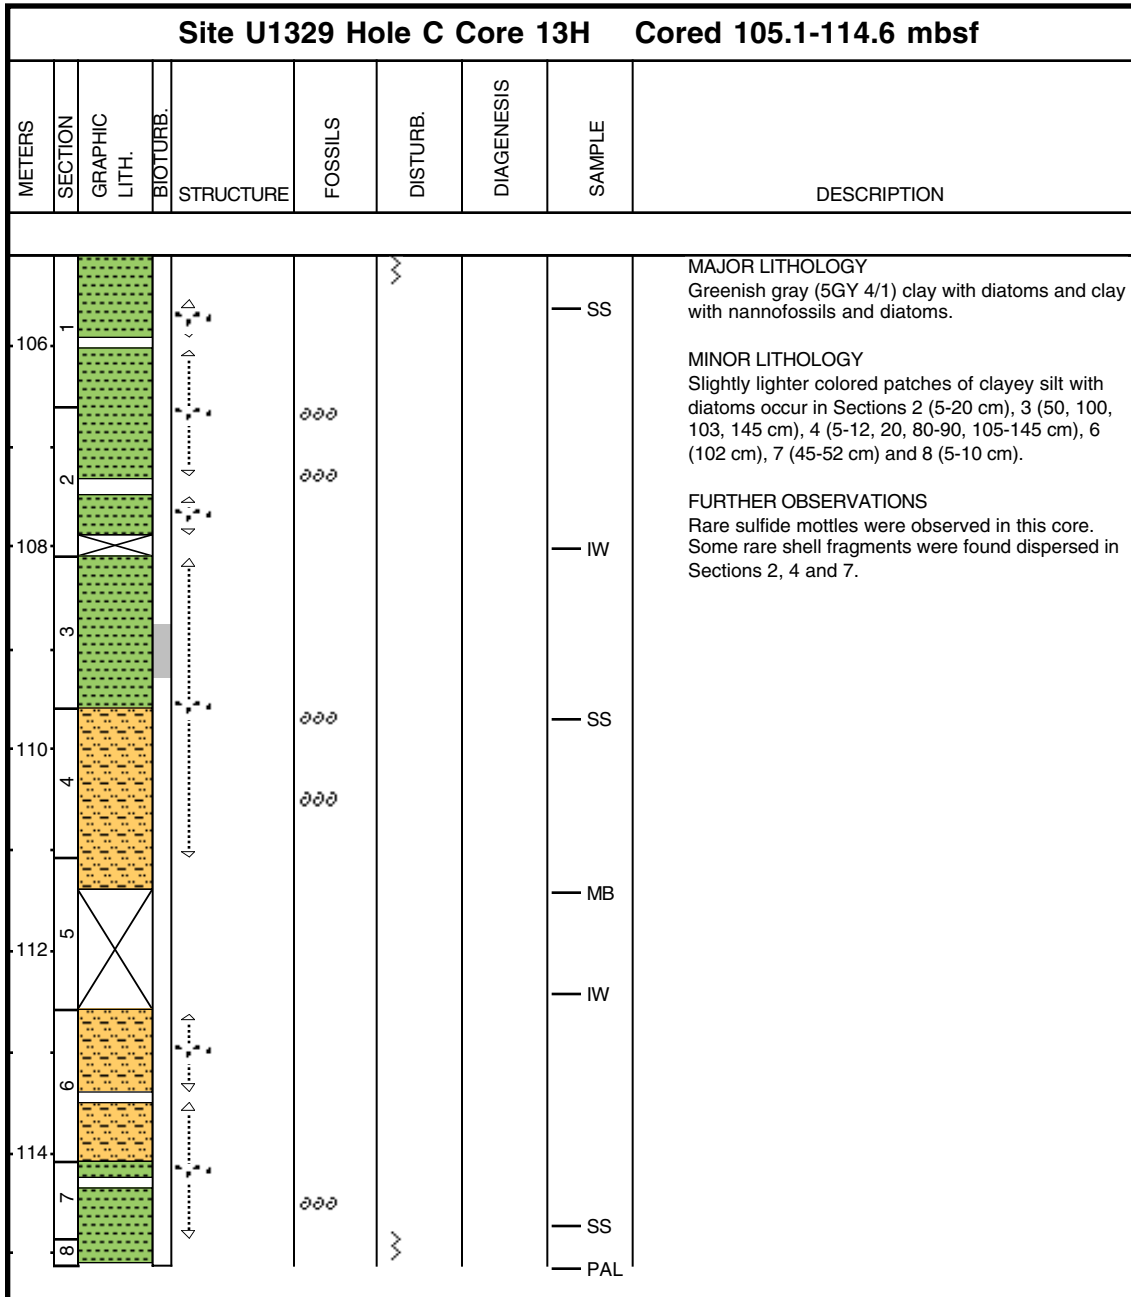 Site U1329 Hole C Core 13H Cored 105.1-114.6 mbsf
METERS
SECTION
GRAPHIC
LITH.
BIOTURB.
STRUCTURE
FOSSILS
DISTURB.
DIAGENESIS
SAMPLE
DESCRIPTION
MAJOR LITHOLOGY
Greenish gray (5GY 4/1) clay with diatoms and clay
with nannofossils and diatoms.
MINOR LITHOLOGY
Slightly lighter colored patches of clayey silt with
diatoms occur in Sections 2 (5-20 cm), 3 (50, 100,
103, 145 cm), 4 (5-12, 20, 80-90, 105-145 cm), 6
(102 cm), 7 (45-52 cm) and 8 (5-10 cm).
FURTHER OBSERVATIONS
Rare sulfide mottles were observed in this core.
Some rare shell fragments were found dispersed in
Sections 2, 4 and 7.
106
108
110
112
114
1
2
3
4
5
6
7
8
SS
IW
SS
MB
IW
SS
PAL